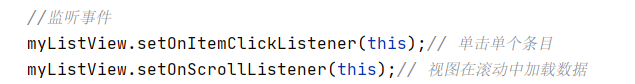 //监听事件
myListView.setOnItemClickListener(this);// 单击单个条目
myListView.setOnScrollListener(this);// 视图在滚动中加载数据